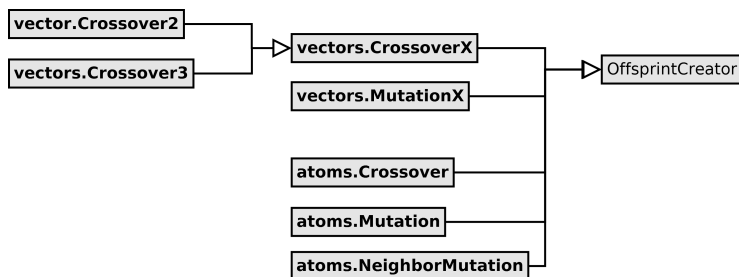 vector.Crossover2
vectors.Crossover3
vectors.CrossoverX
vectors.MutationX
atoms.Crossover
atoms.Mutation
atoms.NeighborMutation
OffsprintCreator